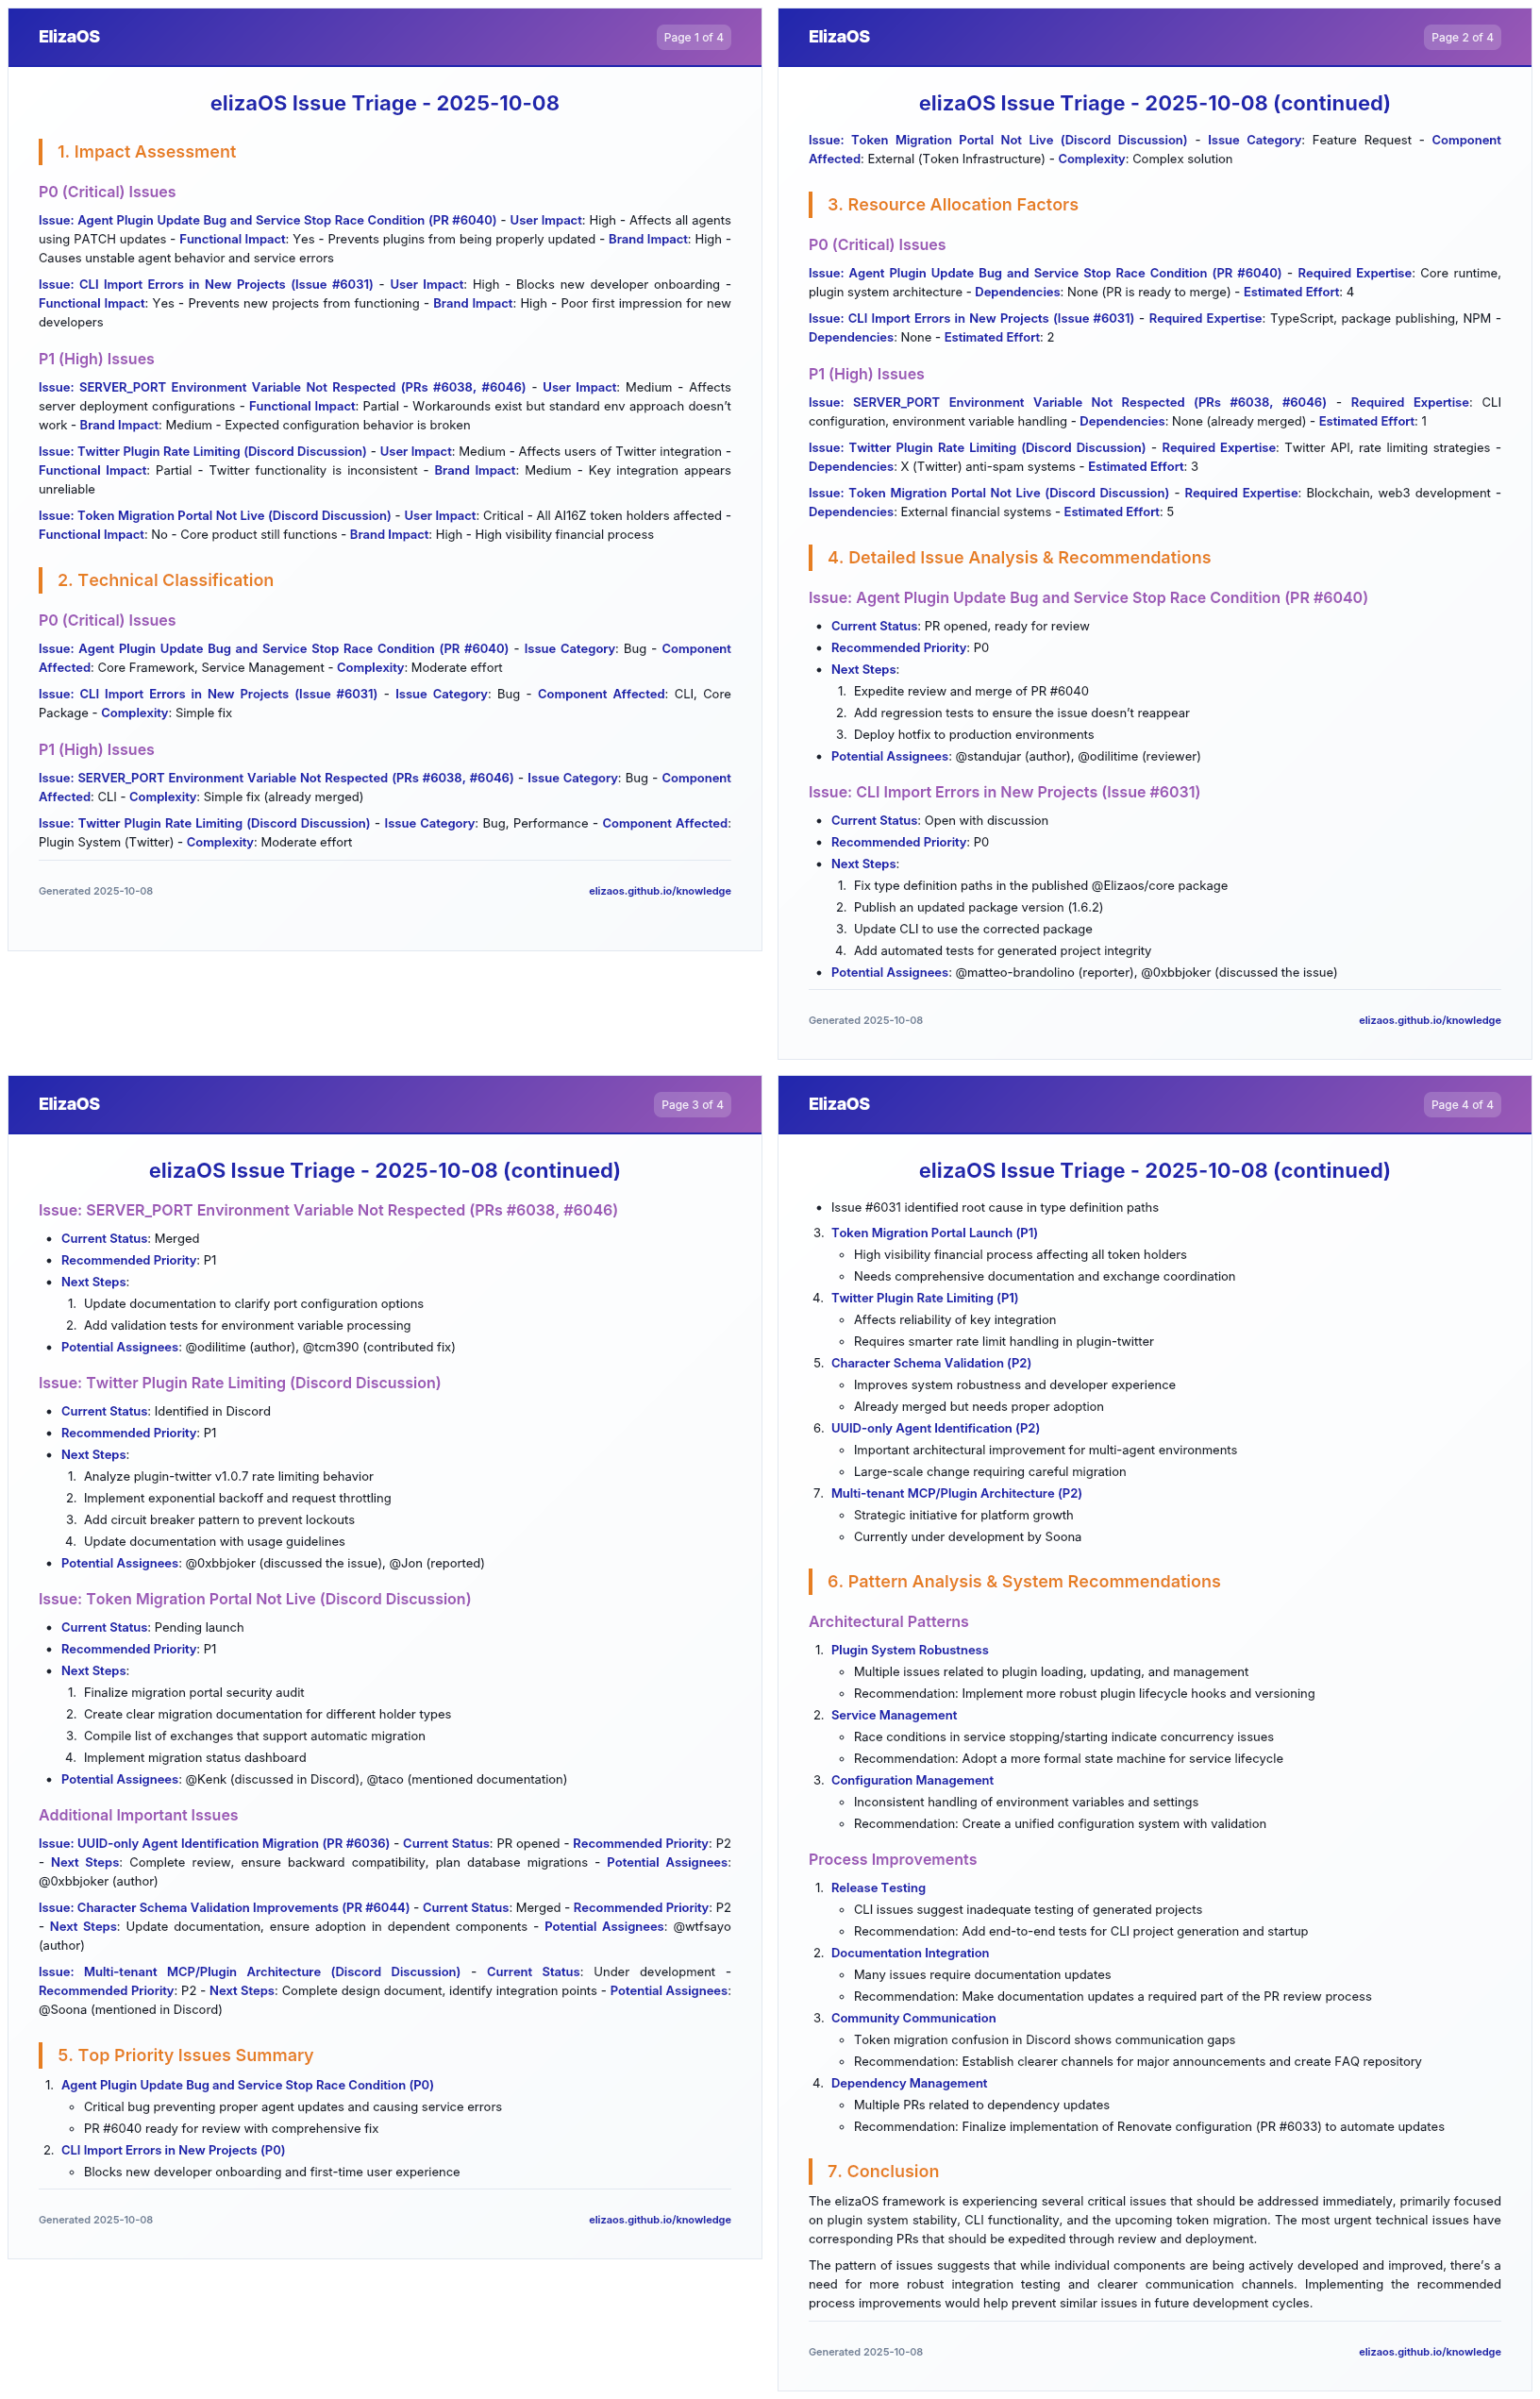 ElizaOS
Page 1 of 4
elizaOS Issue Triage - 2025-10-08
1. Impact Assessment
P0 (Critical) Issues
Issue: Agent Plugin Update Bug and Service Stop Race Condition (PR #6040) - User Impact: High - Affects all agents
using PATCH updates - Functional Impact: Yes - Prevents plugins from being properly updated - Brand Impact: High -
Causes unstable agent behavior and service errors
Issue: CLI Import Errors in New Projects (Issue #6031) - User Impact: High - Blocks new developer onboarding -
Functional Impact: Yes - Prevents new projects from functioning - Brand Impact: High - Poor first impression for new
developers
P1 (High) Issues
Issue: SERVER_PORT Environment Variable Not Respected (PRs #6038, #6046) - User Impact: Medium - Affects
server deployment configurations - Functional Impact: Partial - Workarounds exist but standard env approach doesn't
work - Brand Impact: Medium - Expected configuration behavior is broken
Issue: Twitter Plugin Rate Limiting (Discord Discussion) - User Impact: Medium - Affects users of Twitter integration -
Functional Impact: Partial - Twitter functionality is inconsistent - Brand Impact: Medium - Key integration appears
unreliable
Issue: Token Migration Portal Not Live (Discord Discussion) - User Impact: Critical - All AI16Z token holders affected -
Functional Impact: No - Core product still functions - Brand Impact: High - High visibility financial process
2. Technical Classification
P0 (Critical) Issues
Issue: Agent Plugin Update Bug and Service Stop Race Condition (PR #6040) - Issue Category: Bug - Component
Affected: Core Framework, Service Management - Complexity: Moderate effort
Issue: CLI Import Errors in New Projects (Issue #6031) - Issue Category: Bug - Component Affected: CLI, Core
Package - Complexity: Simple fix
P1 (High) Issues
Issue: SERVER_PORT Environment Variable Not Respected (PRs #6038, #6046) - Issue Category: Bug - Component
Affected: CLI - Complexity: Simple fix (already merged)
Issue: Twitter Plugin Rate Limiting (Discord Discussion) - Issue Category: Bug, Performance - Component Affected:
Plugin System (Twitter) - Complexity: Moderate effort
Generated 2025-10-08
elizaos.github.io/knowledge
ElizaOS
Page 2 of 4
elizaOS Issue Triage - 2025-10-08 (continued)
Issue: Token Migration Portal Not Live (Discord Discussion) - Issue Category: Feature Request - Component
Affected: External (Token Infrastructure) - Complexity: Complex solution
3. Resource Allocation Factors
P0 (Critical) Issues
Issue: Agent Plugin Update Bug and Service Stop Race Condition (PR #6040) - Required Expertise: Core runtime,
plugin system architecture - Dependencies: None (PR is ready to merge) - Estimated Effort: 4
Issue: CLI Import Errors in New Projects (Issue #6031) - Required Expertise: TypeScript, package publishing, NPM -
Dependencies: None - Estimated Effort: 2
P1 (High) Issues
Issue: SERVER_PORT Environment Variable Not Respected (PRs #6038, #6046) - Required Expertise: CLI
configuration, environment variable handling - Dependencies: None (already merged) - Estimated Effort: 1
Issue: Twitter Plugin Rate Limiting (Discord Discussion) - Required Expertise: Twitter API, rate limiting strategies -
Dependencies: X (Twitter) anti-spam systems - Estimated Effort: 3
Issue: Token Migration Portal Not Live (Discord Discussion) - Required Expertise: Blockchain, web3 development -
Dependencies: External financial systems - Estimated Effort: 5
4. Detailed Issue Analysis & Recommendations
Issue: Agent Plugin Update Bug and Service Stop Race Condition (PR #6040)
• Current Status: PR opened, ready for review
• Recommended Priority: P0
• Next Steps:
1. Expedite review and merge of PR #6040
2. Add regression tests to ensure the issue doesn't reappear
3. Deploy hotfix to production environments
• Potential Assignees: @standujar (author), @odilitime (reviewer)
Issue: CLI Import Errors in New Projects (Issue #6031)
• Current Status: Open with discussion
• Recommended Priority: P0
• Next Steps:
1. Fix type definition paths in the published @Elizaos/core package
2. Publish an updated package version (1.6.2)
3. Update CLI to use the corrected package
4. Add automated tests for generated project integrity
• Potential Assignees: @matteo-brandolino (reporter), @0xbbjoker (discussed the issue)
Generated 2025-10-08
elizaos.github.io/knowledge
ElizaOS
Page 3 of 4
elizaOS Issue Triage - 2025-10-08 (continued)
Issue: SERVER_PORT Environment Variable Not Respected (PRs #6038, #6046)
• Current Status: Merged
• Recommended Priority: P1
• Next Steps:
1. Update documentation to clarify port configuration options
2. Add validation tests for environment variable processing
• Potential Assignees: @odilitime (author), @tcm390 (contributed fix)
Issue: Twitter Plugin Rate Limiting (Discord Discussion)
• Current Status: Identified in Discord
• Recommended Priority: P1
• Next Steps:
1. Analyze plugin-twitter v1.0.7 rate limiting behavior
2. Implement exponential backoff and request throttling
3. Add circuit breaker pattern to prevent lockouts
4. Update documentation with usage guidelines
• Potential Assignees: @0xbbjoker (discussed the issue), @Jon (reported)
Issue: Token Migration Portal Not Live (Discord Discussion)
• Current Status: Pending launch
• Recommended Priority: P1
• Next Steps:
1. Finalize migration portal security audit
2. Create clear migration documentation for different holder types
3. Compile list of exchanges that support automatic migration
4. Implement migration status dashboard
• Potential Assignees: @Kenk (discussed in Discord), @taco (mentioned documentation)
Additional Important Issues
Issue: UUID-only Agent Identification Migration (PR #6036) - Current Status: PR opened - Recommended Priority: P2
- Next Steps: Complete review, ensure backward compatibility, plan database migrations - Potential Assignees:
@0xbbjoker (author)
Issue: Character Schema Validation Improvements (PR #6044) - Current Status: Merged - Recommended Priority: P2
- Next Steps: Update documentation, ensure adoption in dependent components - Potential Assignees: @wtfsayo
(author)
Issue: Multi-tenant MCP/Plugin Architecture (Discord Discussion) - Current Status: Under development -
Recommended Priority: P2 - Next Steps: Complete design document, identify integration points - Potential Assignees:
@Soona (mentioned in Discord)
5. Top Priority Issues Summary
1. Agent Plugin Update Bug and Service Stop Race Condition (P0)
◦ Critical bug preventing proper agent updates and causing service errors
◦ PR #6040 ready for review with comprehensive fix
2. CLI Import Errors in New Projects (P0)
◦ Blocks new developer onboarding and first-time user experience
Generated 2025-10-08
elizaos.github.io/knowledge
ElizaOS
Page 4 of 4
elizaOS Issue Triage - 2025-10-08 (continued)
• Issue #6031 identified root cause in type definition paths
3. Token Migration Portal Launch (P1)
◦ High visibility financial process affecting all token holders
◦ Needs comprehensive documentation and exchange coordination
4. Twitter Plugin Rate Limiting (P1)
◦ Affects reliability of key integration
◦ Requires smarter rate limit handling in plugin-twitter
5. Character Schema Validation (P2)
◦ Improves system robustness and developer experience
◦ Already merged but needs proper adoption
6. UUID-only Agent Identification (P2)
◦ Important architectural improvement for multi-agent environments
◦ Large-scale change requiring careful migration
7. Multi-tenant MCP/Plugin Architecture (P2)
◦ Strategic initiative for platform growth
◦ Currently under development by Soona
6. Pattern Analysis & System Recommendations
Architectural Patterns
1. Plugin System Robustness
◦ Multiple issues related to plugin loading, updating, and management
◦ Recommendation: Implement more robust plugin lifecycle hooks and versioning
2. Service Management
◦ Race conditions in service stopping/starting indicate concurrency issues
◦ Recommendation: Adopt a more formal state machine for service lifecycle
3. Configuration Management
◦ Inconsistent handling of environment variables and settings
◦ Recommendation: Create a unified configuration system with validation
Process Improvements
1. Release Testing
◦ CLI issues suggest inadequate testing of generated projects
◦ Recommendation: Add end-to-end tests for CLI project generation and startup
2. Documentation Integration
◦ Many issues require documentation updates
◦ Recommendation: Make documentation updates a required part of the PR review process
3. Community Communication
◦ Token migration confusion in Discord shows communication gaps
◦ Recommendation: Establish clearer channels for major announcements and create FAQ repository
4. Dependency Management
◦ Multiple PRs related to dependency updates
◦ Recommendation: Finalize implementation of Renovate configuration (PR #6033) to automate updates
7. Conclusion
The elizaOS framework is experiencing several critical issues that should be addressed immediately, primarily focused
on plugin system stability, CLI functionality, and the upcoming token migration. The most urgent technical issues have
corresponding PRs that should be expedited through review and deployment.
The pattern of issues suggests that while individual components are being actively developed and improved, there's a
need for more robust integration testing and clearer communication channels. Implementing the recommended
process improvements would help prevent similar issues in future development cycles.
Generated 2025-10-08
elizaos.github.io/knowledge